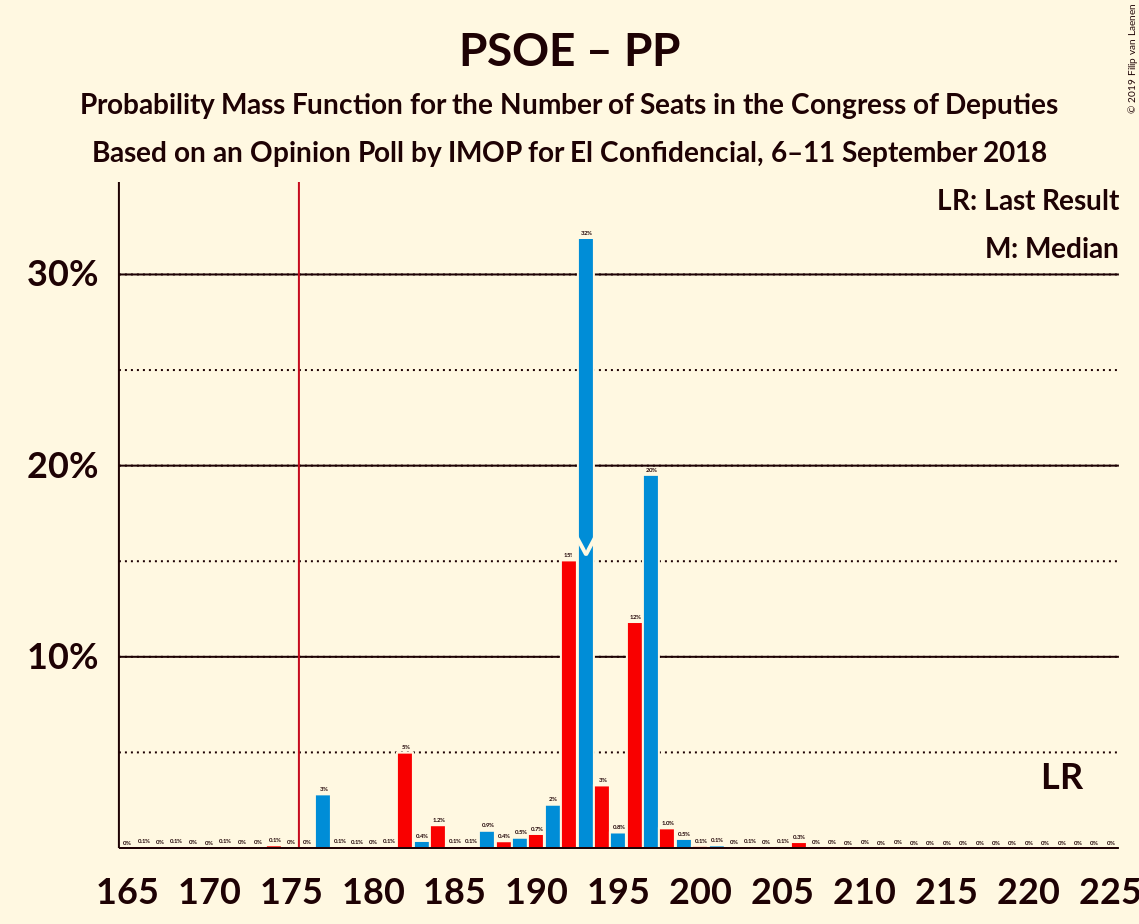 PSOE – PP
Probability Mass Function for the Number of Seats in the Congress of Deputies
Based on an Opinion Poll by IMOP for El Confidencial, 6–11 September 2018
© 2019 Filip van Laenen
LR: Last Result
M: Median
30%
20%
10%
32%
20%
15%
12%
5%
3%
3%
2%
1.2%
1.0%
0.9%
0.8%
0.7%
0.5%
0.5%
0.4%
0.4%
0.3%
LR
165 170 175 180 185 190 195 200 205 210 215 220 225